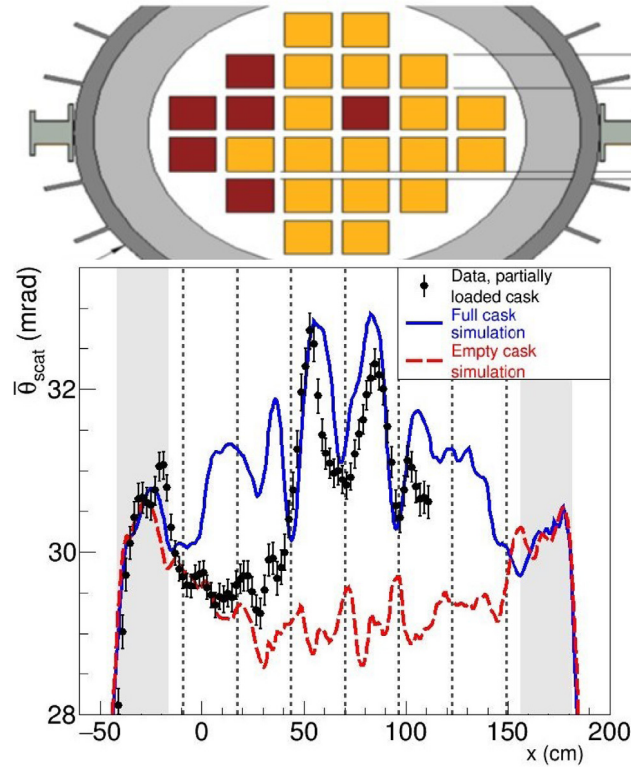 Data, partially
loaded cask
Full cask
simulation
Empty cask
simulation
θ̅scat (mrad)
32
30
28
−50 0 50 100 150 200
x (cm)